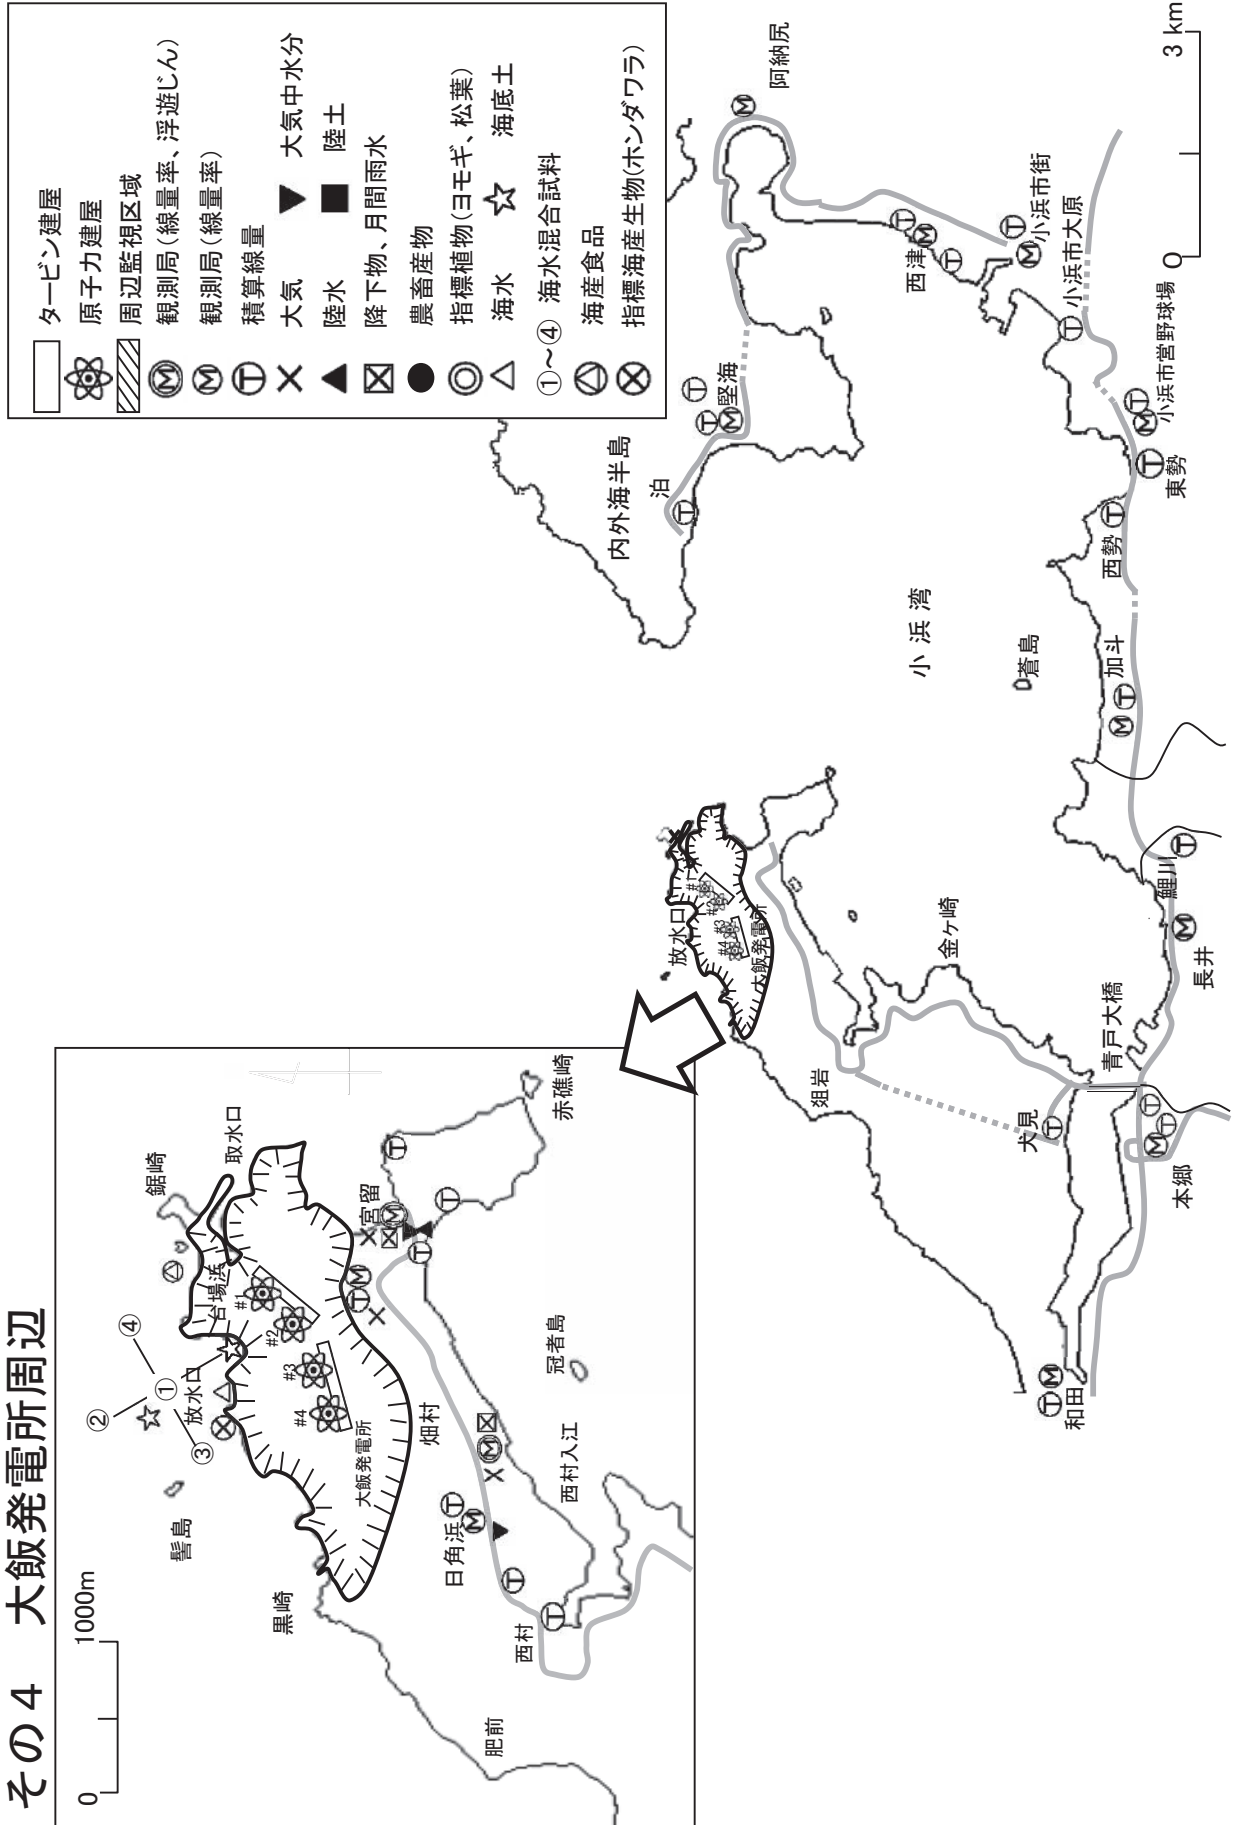 その4 大飯発電所周辺
0 1000m
鋸崎
取水口
台場浜
#1
#2
#3
#4
①
②
③
④
放水口
大飯発電所
髻島
黒崎
肥前
宮留
赤礁崎
畑村
冠者島
日角浜
西村入江
西村
タービン建屋
原子力建屋
周辺監視区域
Ⓜ 観測局(線量率、浮遊じん)
Ⓜ 観測局(線量率)
Ⓣ 積算線量
× 大気 ▼ 大気中水分
▲ 陸水 ■ 陸土
⊠ 降下物、月間雨水
● 農畜産物
◎ 指標植物(ヨモギ、松葉)
△ 海水 ☆ 海底土
①~④ 海水混合試料
海産食品
⊗ 指標海産生物(ホンダワラ)
内外海半島
泊
堅海
阿納尻
西津
小浜市街
小浜市大原
小浜市営野球場
東勢
西勢
加斗
小浜湾
蒼島
鯉川
長井
放水口
#1
#2
#3
#4
大飯発電所
金ヶ崎
青戸大橋
犬見
本郷
和田
0 3 km